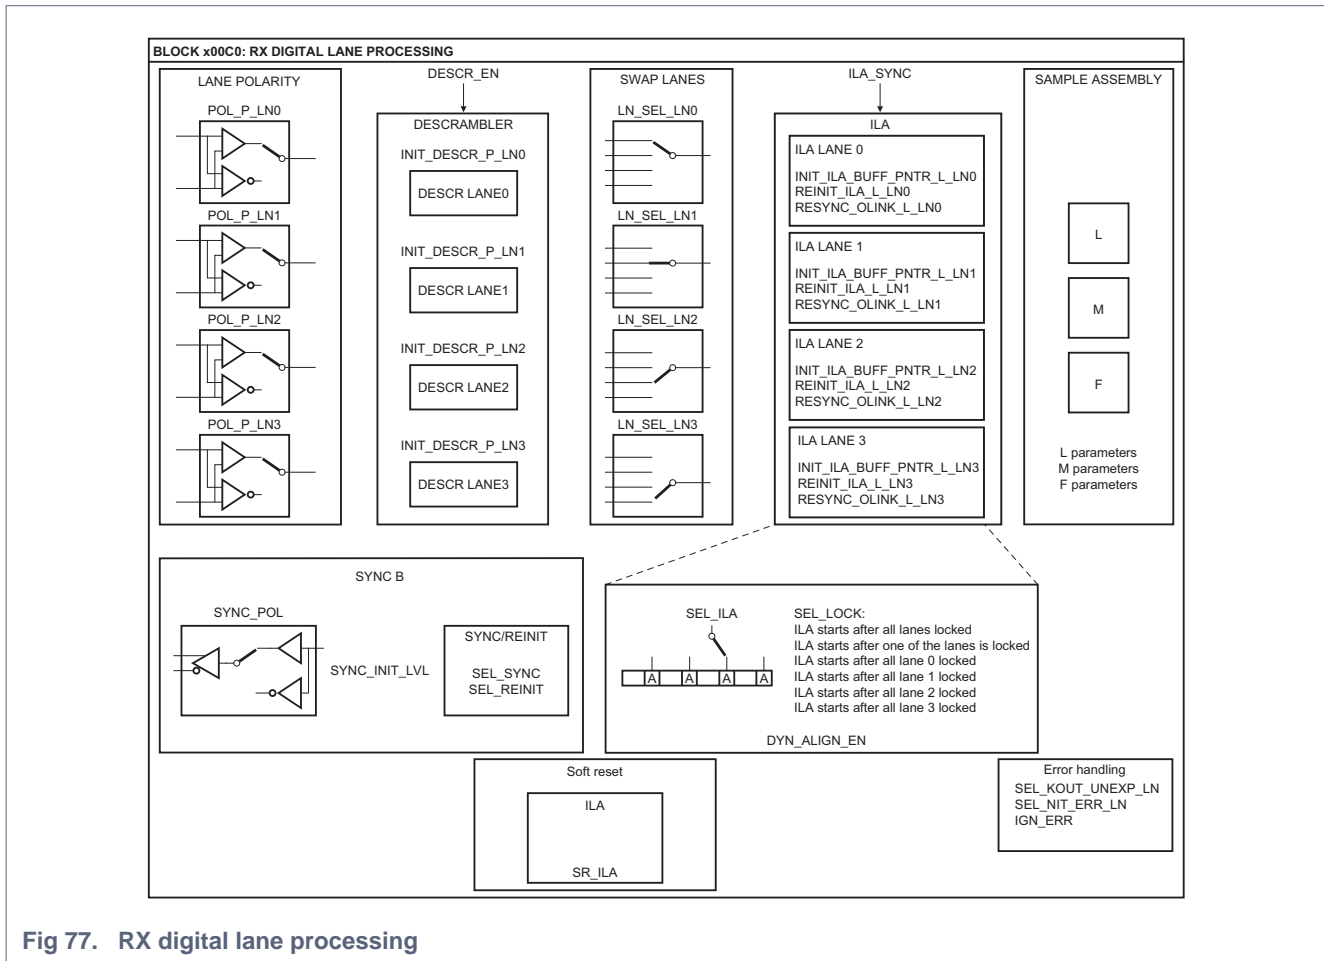 BLOCK x00C0: RX DIGITAL LANE PROCESSING
LANE POLARITY
POL_P_LN0
POL_P_LN1
POL_P_LN2
POL_P_LN3
DESCR_EN
DESCRAMBLER
INIT_DESCR_P_LN0
DESCR LANE0
INIT_DESCR_P_LN1
DESCR LANE1
INIT_DESCR_P_LN2
DESCR LANE2
INIT_DESCR_P_LN3
DESCR LANE3
SWAP LANES
LN_SEL_LN0
LN_SEL_LN1
LN_SEL_LN2
LN_SEL_LN3
ILA_SYNC
ILA
ILA LANE 0
INIT_ILA_BUFF_PNTR_L_LN0
REINIT_ILA_L_LN0
RESYNC_OLINK_L_LN0
ILA LANE 1
INIT_ILA_BUFF_PNTR_L_LN1
REINIT_ILA_L_LN1
RESYNC_OLINK_L_LN1
ILA LANE 2
INIT_ILA_BUFF_PNTR_L_LN2
REINIT_ILA_L_LN2
RESYNC_OLINK_L_LN2
ILA LANE 3
INIT_ILA_BUFF_PNTR_L_LN3
REINIT_ILA_L_LN3
RESYNC_OLINK_L_LN3
SAMPLE ASSEMBLY
L
M
F
L parameters
M parameters
F parameters
SYNC B
SYNC_POL
SYNC_INIT_LVL
SYNC/REINIT
SEL_SYNC
SEL_REINIT
SEL_ILA
A A A A
SEL_LOCK:
ILA starts after all lanes locked
ILA starts after one of the lanes is locked
ILA starts after all lane 0 locked
ILA starts after all lane 1 locked
ILA starts after all lane 2 locked
ILA starts after all lane 3 locked
DYN_ALIGN_EN
Soft reset
ILA
SR_ILA
Error handling
SEL_KOUT_UNEXP_LN
SEL_NIT_ERR_LN
IGN_ERR
Fig 77. RX digital lane processing